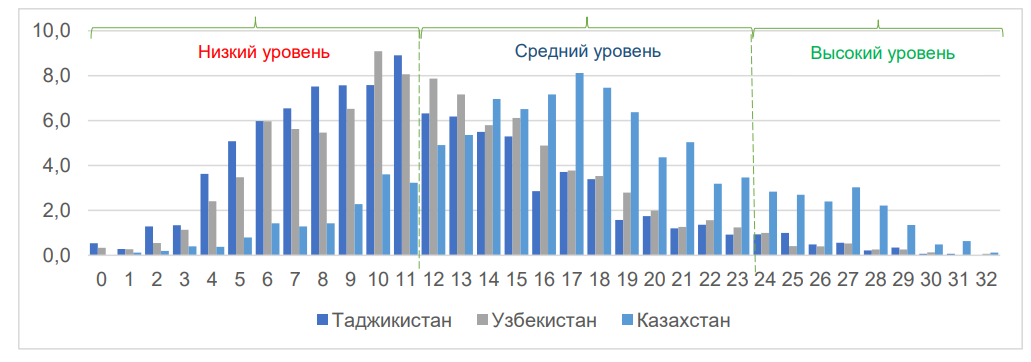 10,0
Низкий уровень
Средний уровень
Высокий уровень
8,0
6,0
4,0
2,0
0,0
0 1 2 3 4 5 6 7 8 9 10 11 12 13 14 15 16 17 18 19 20 21 22 23 24 25 26 27 28 29 30 31 32
Таджикистан Узбекистан Казахстан